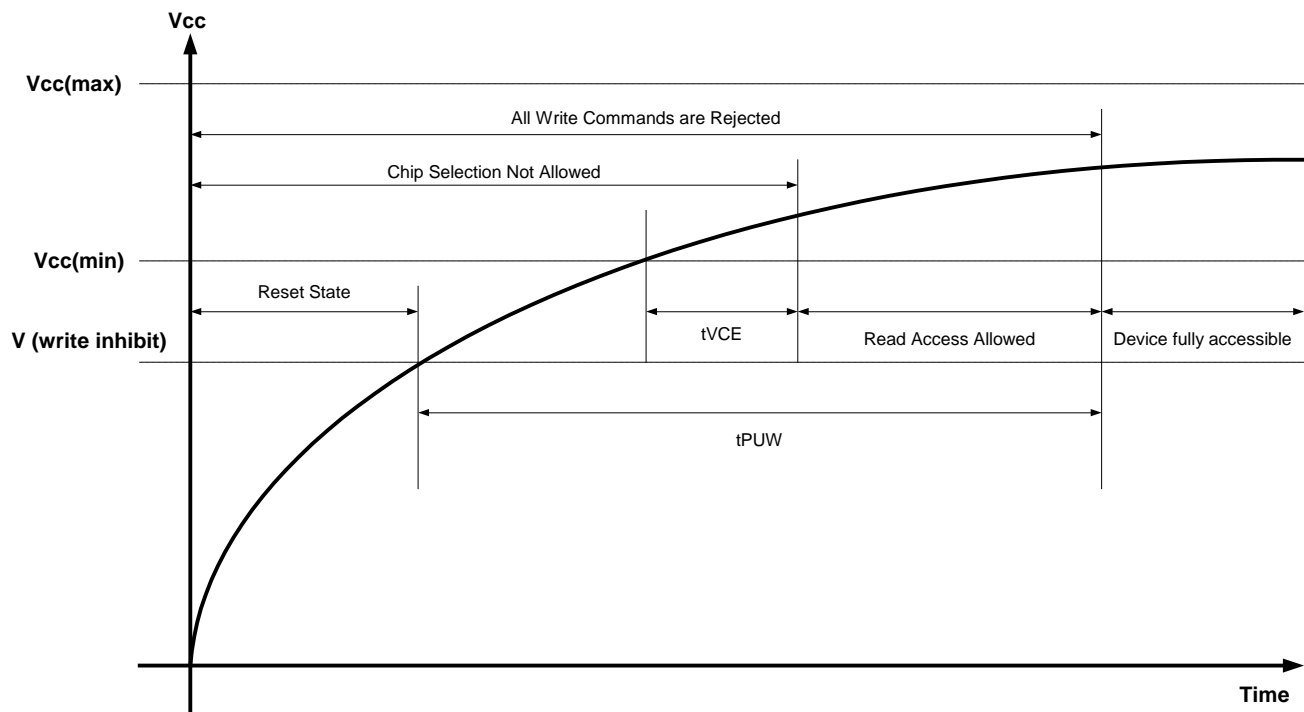 Vcc
Vcc(max)
All Write Commands are Rejected
Chip Selection Not Allowed
Vcc(min)
Reset State
V (write inhibit)
tVCE
Read Access Allowed
Device fully accessible
tPUW
Time